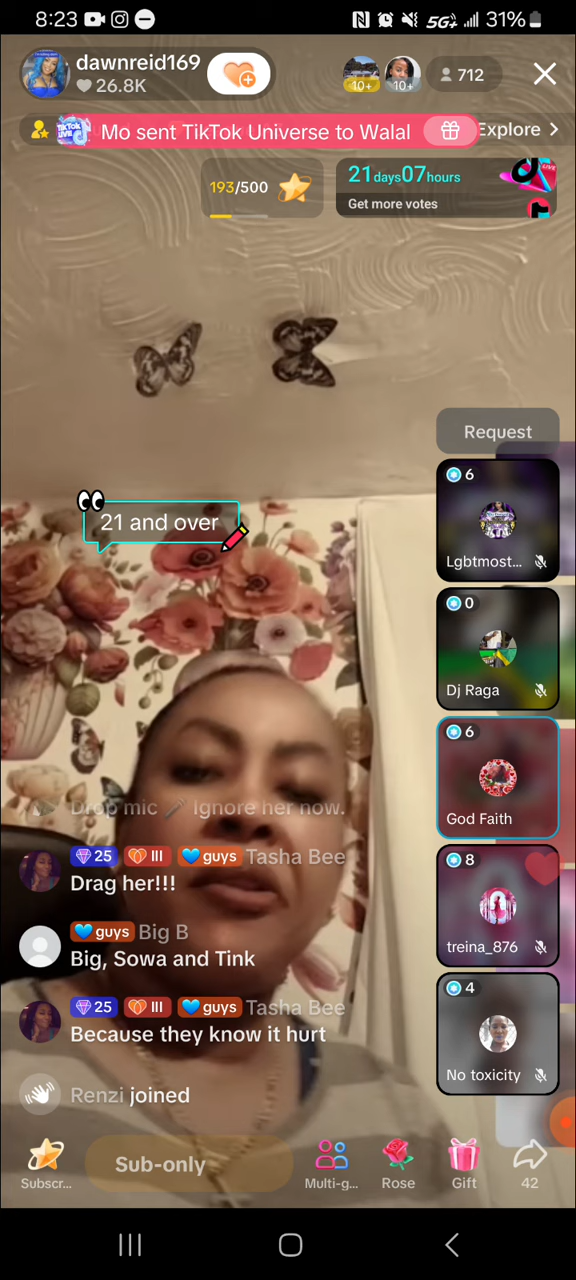 8:23
5G+
31%
dawnreid169
26.8K
10+
10+
712
TikTok LIVE
Mo sent TikTok Universe to Walal
Explore >
193/500
21days07hours
LIVE
Get more votes
Request
21 and over
6
Lgbtmost...
0
Dj Raga
6
God Faith
8
treina_876
4
No toxicity
Drop mic 🎤 Ignore her now.
25 III guys Tasha Bee
Drag her!!!
guys Big B
Big, Sowa and Tink
25 III guys Tasha Bee
Because they know it hurt
Renzi joined
Subscr...
Sub-only
Multi-g...
Rose
Gift
42